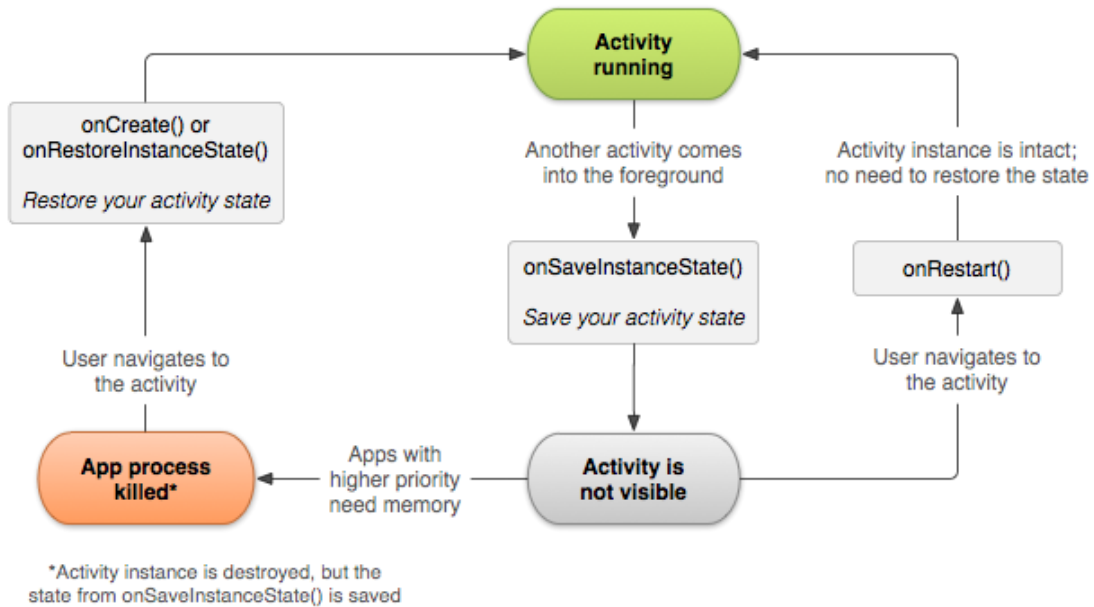 Activity
running
onCreate() or
onRestoreInstanceState()
Restore your activity state
Another activity comes
into the foreground
Activity instance is intact;
no need to restore the state
onSaveInstanceState()
Save your activity state
onRestart()
User navigates to
the activity
User navigates to
the activity
App process
killed*
Apps with
higher priority
need memory
Activity is
not visible
*Activity instance is destroyed, but the
state from onSaveInstanceState() is saved